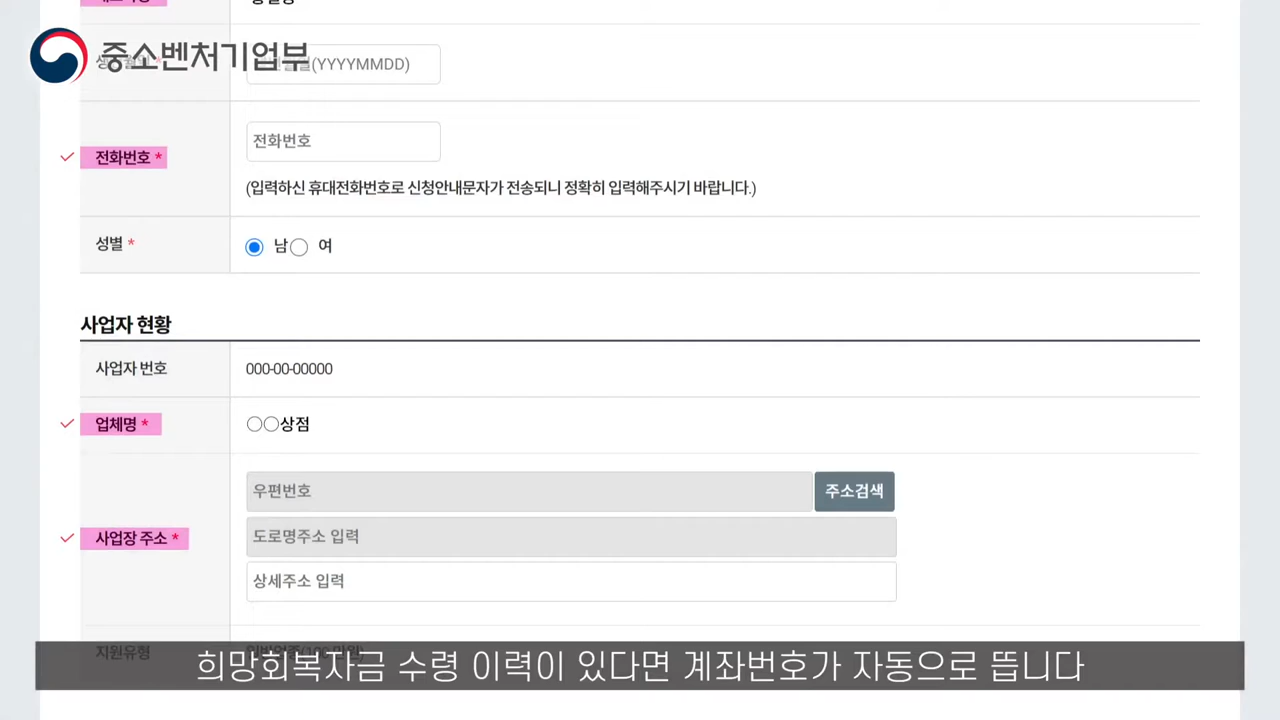 중소벤처기업부
(YYYYMMDD)
전화번호 *
전화번호
(입력하신 휴대전화번호로 신청안내문자가 전송되니 정확히 입력해주시기 바랍니다.)
성별 *
남 여
사업자 현황
사업자 번호
000-00-00000
업체명 *
○○상점
사업장 주소 *
우편번호
주소검색
도로명주소 입력
상세주소 입력
지원유형
희망회복자금 수령 이력이 있다면 계좌번호가 자동으로 뜹니다